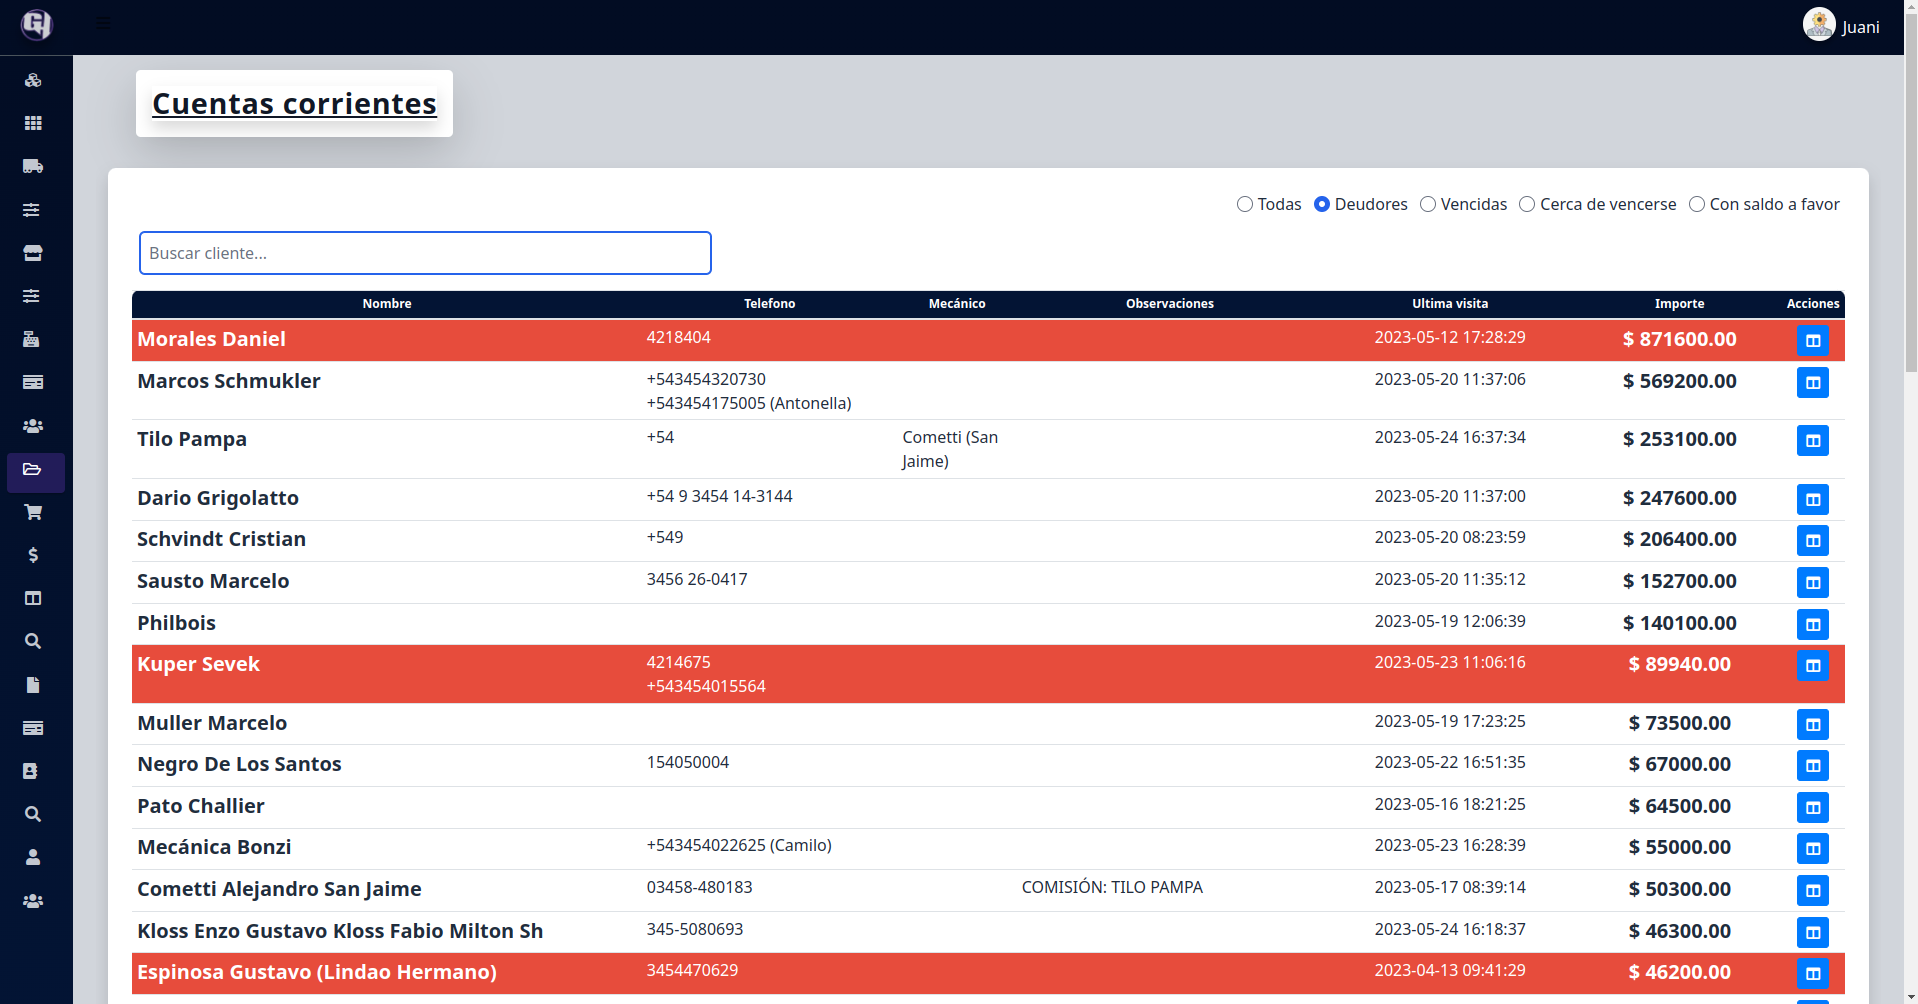 Juani
Cuentas corrientes
Todas Deudores Vencidas Cerca de vencerse Con saldo a favor
Buscar cliente...
Nombre Telefono Mecánico Observaciones Ultima visita Importe Acciones
Morales Daniel 4218404 2023-05-12 17:28:29 $ 871600.00
Marcos Schmukler +543454320730 2023-05-20 11:37:06 $ 569200.00
+543454175005 (Antonella)
Tilo Pampa +54 Cometti (San 2023-05-24 16:37:34 $ 253100.00
Jaime)
Dario Grigolatto +54 9 3454 14-3144 2023-05-20 11:37:00 $ 247600.00
Schvindt Cristian +549 2023-05-20 08:23:59 $ 206400.00
Sausto Marcelo 3456 26-0417 2023-05-20 11:35:12 $ 152700.00
Philbois 2023-05-19 12:06:39 $ 140100.00
Kuper Sevek 4214675 2023-05-23 11:06:16 $ 89940.00
+543454015564
Muller Marcelo 2023-05-19 17:23:25 $ 73500.00
Negro De Los Santos 154050004 2023-05-22 16:51:35 $ 67000.00
Pato Challier 2023-05-16 18:21:25 $ 64500.00
Mecánica Bonzi +543454022625 (Camilo) 2023-05-23 16:28:39 $ 55000.00
Cometti Alejandro San Jaime 03458-480183 COMISIÓN: TILO PAMPA 2023-05-17 08:39:14 $ 50300.00
Kloss Enzo Gustavo Kloss Fabio Milton Sh 345-5080693 2023-05-24 16:18:37 $ 46300.00
Espinosa Gustavo (Lindao Hermano) 3454470629 2023-04-13 09:41:29 $ 46200.00